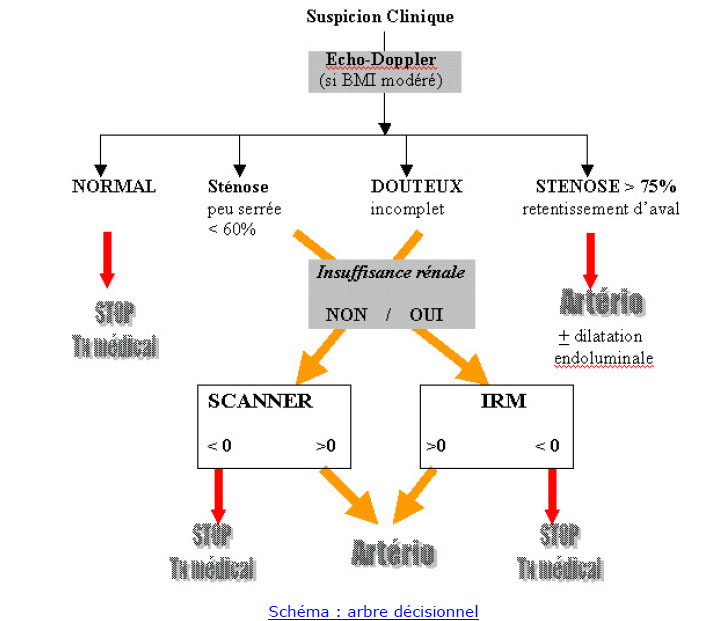 Suspicion Clinique
Echo-Doppler
(si BMI modéré)
NORMAL
Sténose
peu serrée
< 60%
DOUTEUX
incomplet
STENOSE > 75%
retentissement d’aval
STOP
Tt médical
Insuffisance rénale
NON / OUI
Artério
+ dilatation
endoluminale
SCANNER
< 0 >0
IRM
>0 < 0
STOP
Tt médical
Artério
STOP
Tt médical
Schéma : arbre décisionnel